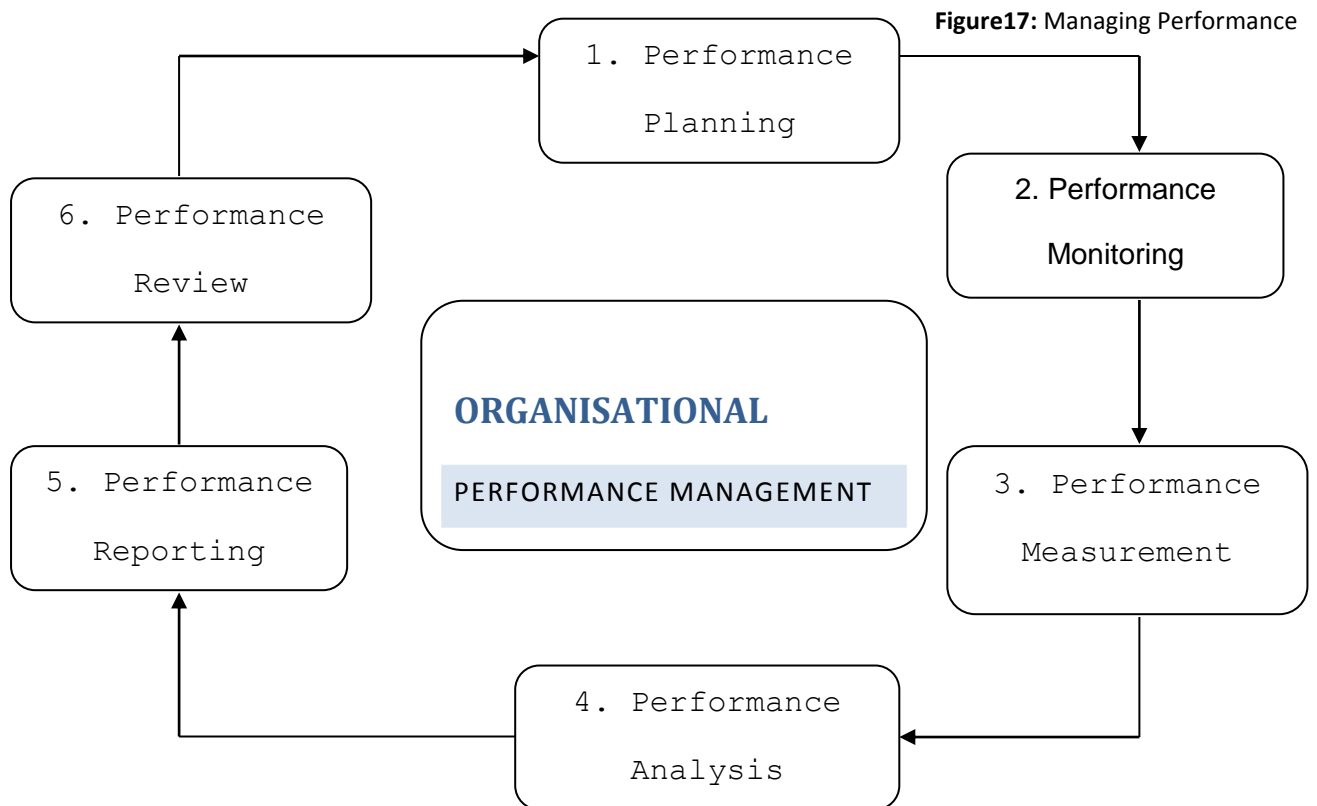 Figure17: Managing Performance
1. Performance
Planning
2. Performance
Monitoring
3. Performance
Measurement
4. Performance
Analysis
5. Performance
Reporting
6. Performance
Review
ORGANISATIONAL
PERFORMANCE MANAGEMENT